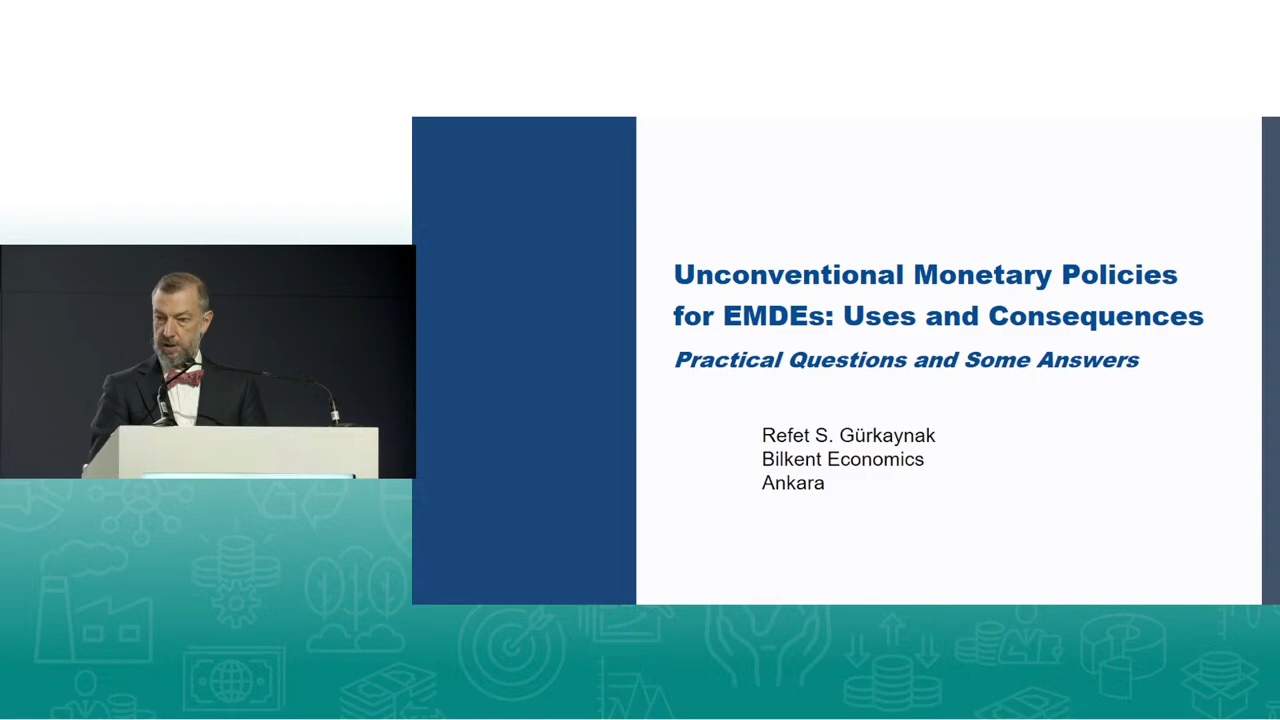 Unconventional Monetary Policies
for EMDEs: Uses and Consequences
Practical Questions and Some Answers
Refet S. Gürkaynak
Bilkent Economics
Ankara